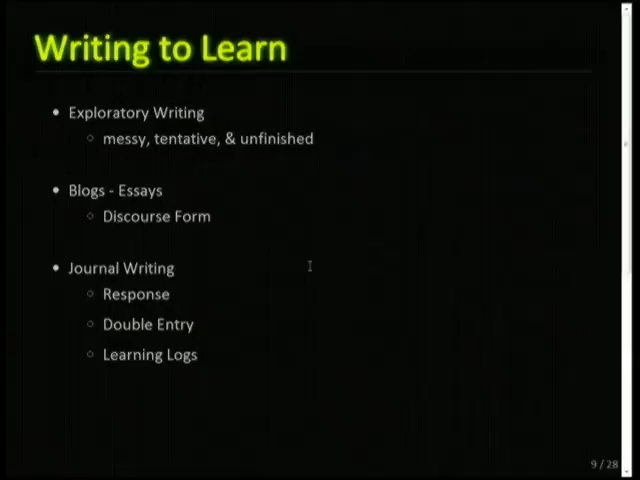 Writing to Learn
• Exploratory Writing
○ messy, tentative, & unfinished
• Blogs - Essays
○ Discourse Form
• Journal Writing
○ Response
○ Double Entry
○ Learning Logs
9 / 28